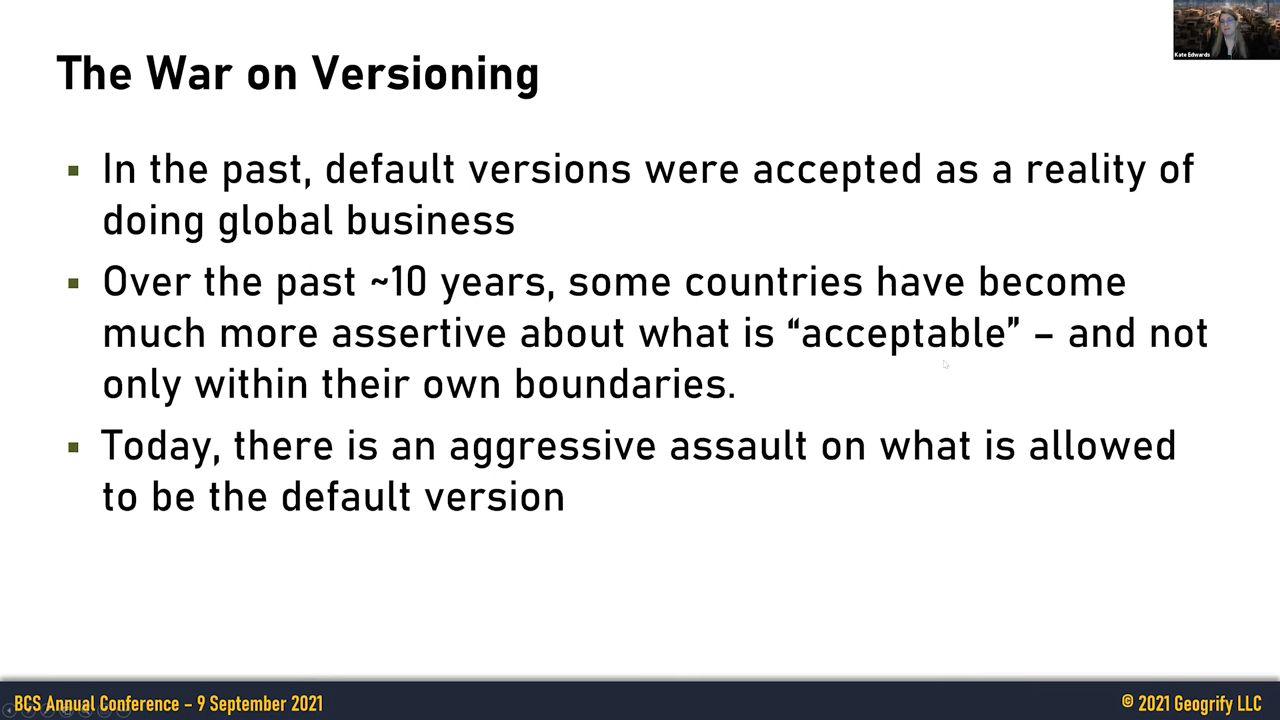 Kate Edwards
The War on Versioning
▪ In the past, default versions were accepted as a reality of
doing global business
▪ Over the past ~10 years, some countries have become
much more assertive about what is “acceptable” – and not
only within their own boundaries.
▪ Today, there is an aggressive assault on what is allowed
to be the default version
BCS Annual Conference – 9 September 2021
© 2021 Geogrify LLC